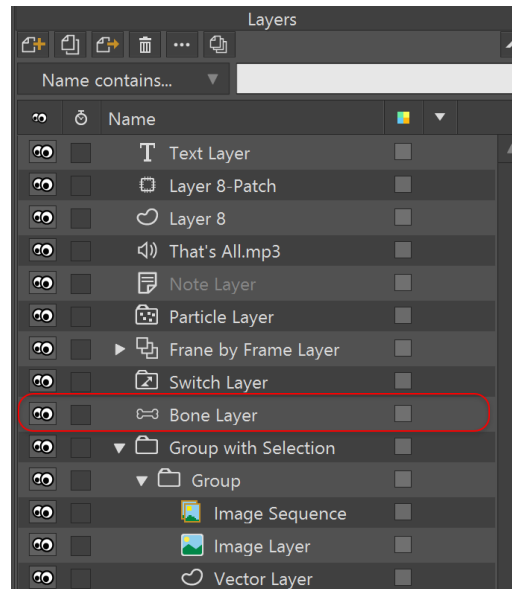 Layers
Name contains...
Name
Text Layer
Layer 8-Patch
Layer 8
That's All.mp3
Note Layer
Particle Layer
Frane by Frame Layer
Switch Layer
Bone Layer
Group with Selection
Group
Image Sequence
Image Layer
Vector Layer